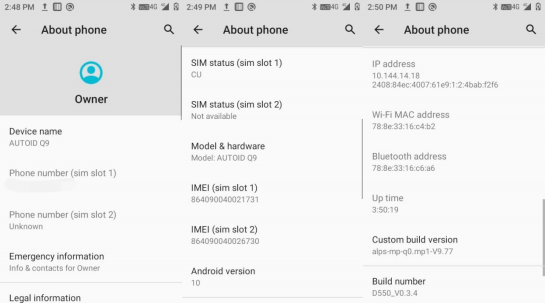 2:48 PM
4G
About phone
Owner
Device name
AUTOID Q9
Phone number (sim slot 1)
Phone number (sim slot 2)
Unknown
Emergency information
Info & contacts for Owner
Legal information
2:49 PM
4G
About phone
SIM status (sim slot 1)
CU
SIM status (sim slot 2)
Not available
Model & hardware
Model: AUTOID Q9
IMEI (sim slot 1)
864090040021731
IMEI (sim slot 2)
864090040026730
Android version
10
2:50 PM
4G
About phone
IP address
10.144.14.18
2408:84ec:4007:61e9:1:2:4bab:f2f6
Wi-Fi MAC address
78:8e:33:16:c4:b2
Bluetooth address
78:8e:33:16:c6:a6
Up time
3:50:19
Custom build version
alps-mp-q0.mp1-V9.77
Build number
D550_V0.3.4